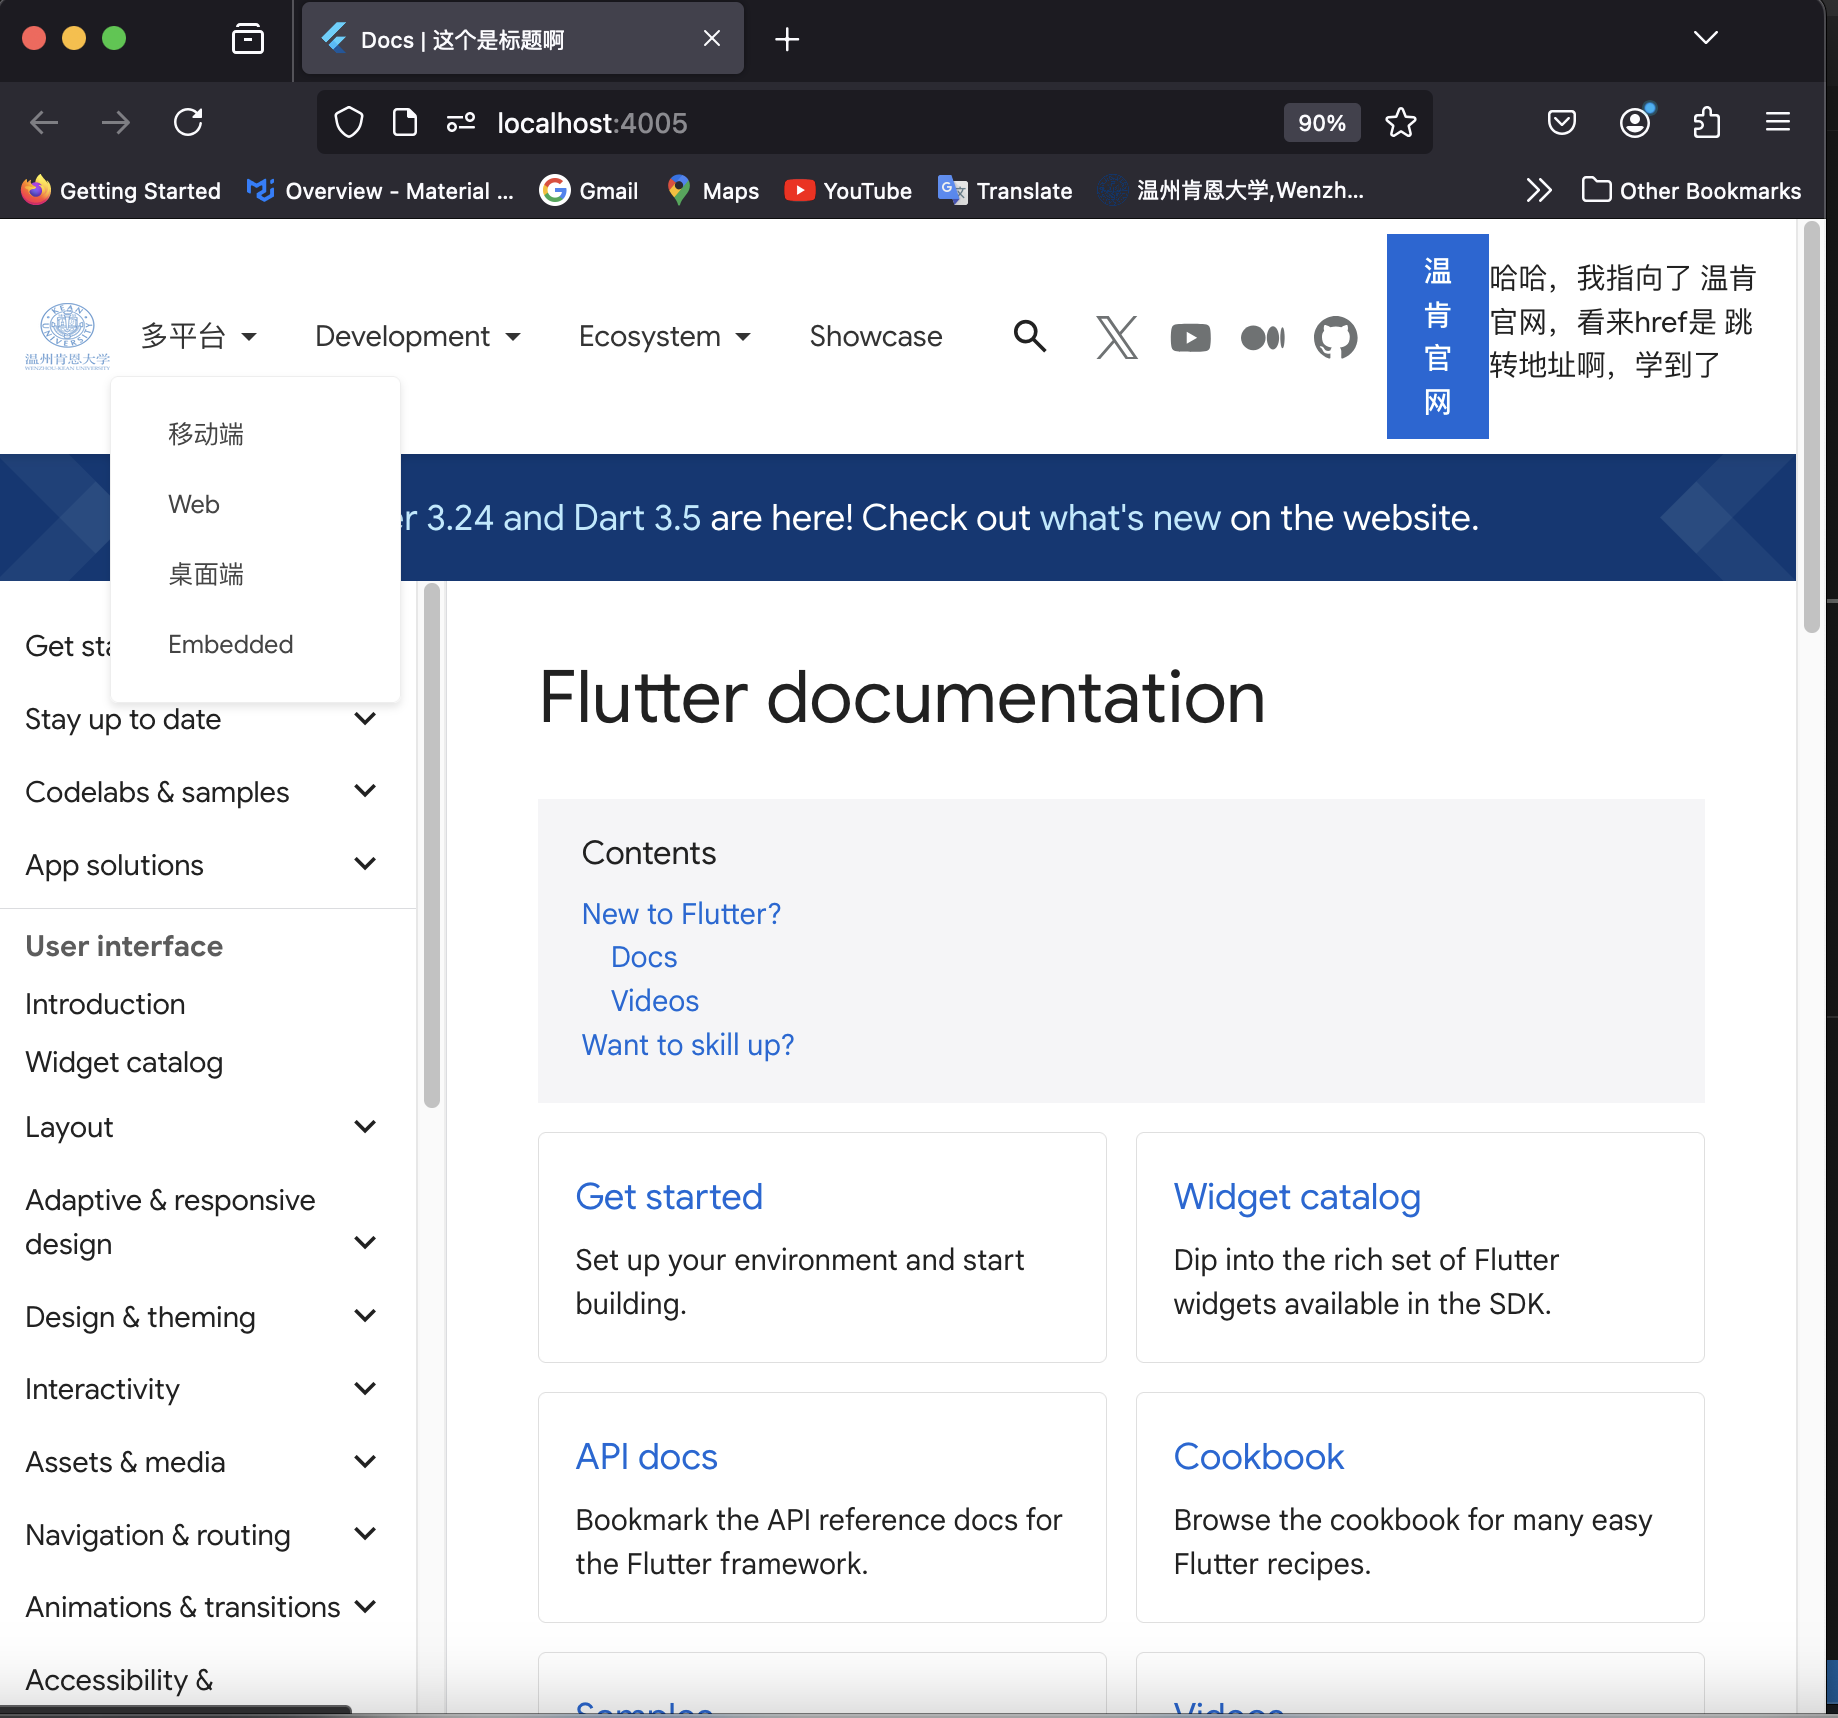 Docs | 这个是标题啊
localhost:4005
90%
Getting Started
Overview - Material ...
Gmail
Maps
YouTube
Translate
温州肯恩大学,Wenzh...
Other Bookmarks
温州肯恩大学
WENZHOU-KEAN UNIVERSITY
多平台
Development
Ecosystem
Showcase
温
肯
官
网
哈哈，我指向了 温肯
官网，看来href是 跳
转地址啊，学到了
移动端
Web
桌面端
Embedded
er 3.24 and Dart 3.5 are here! Check out what's new on the website.
Get sta
Stay up to date
Codelabs & samples
App solutions
User interface
Introduction
Widget catalog
Layout
Adaptive & responsive
design
Design & theming
Interactivity
Assets & media
Navigation & routing
Animations & transitions
Accessibility &
Flutter documentation
Contents
New to Flutter?
Docs
Videos
Want to skill up?
Get started
Set up your environment and start
building.
Widget catalog
Dip into the rich set of Flutter
widgets available in the SDK.
API docs
Bookmark the API reference docs for
the Flutter framework.
Cookbook
Browse the cookbook for many easy
Flutter recipes.
Samples
Videos